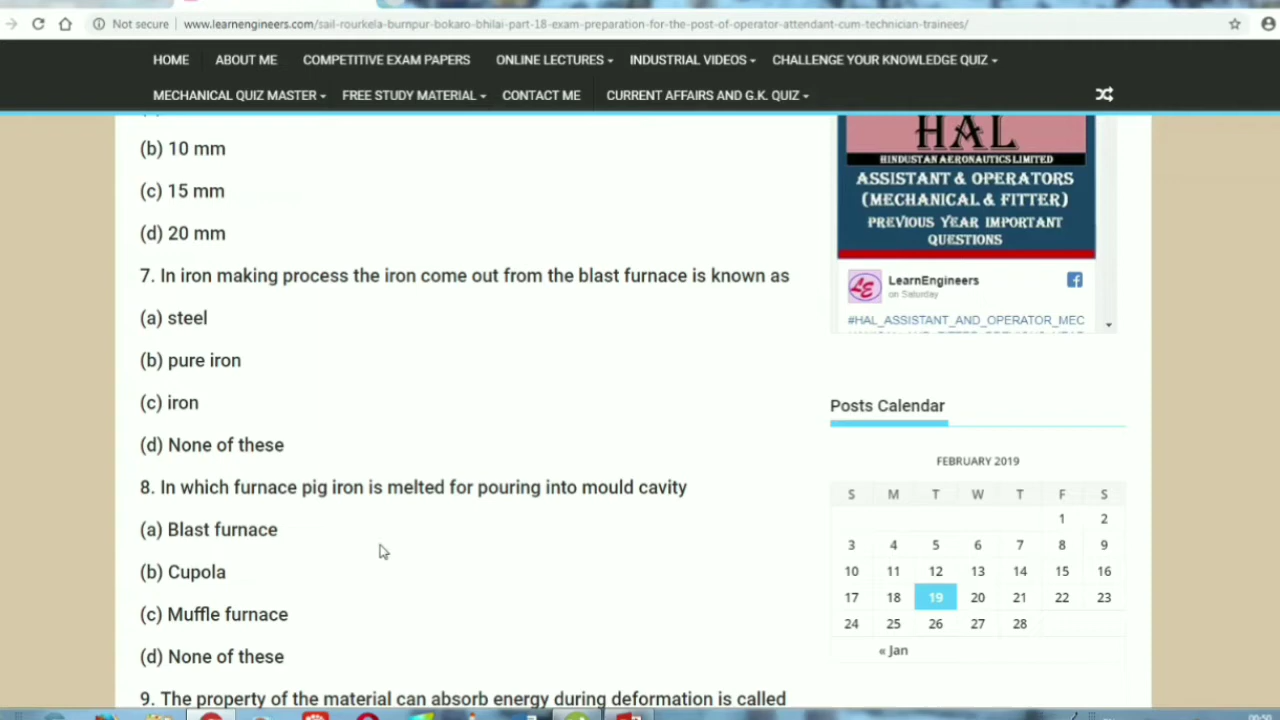 Not secure www.learnengineers.com/sail-rourkela-burnpur-bokaro-bhilai-part-18-exam-preparation-for-the-post-of-operator-attendant-cum-technician-trainees/
HOME ABOUT ME COMPETITIVE EXAM PAPERS ONLINE LECTURES INDUSTRIAL VIDEOS CHALLENGE YOUR KNOWLEDGE QUIZ
MECHANICAL QUIZ MASTER FREE STUDY MATERIAL CONTACT ME CURRENT AFFAIRS AND G.K. QUIZ
(b) 10 mm
(c) 15 mm
(d) 20 mm
7. In iron making process the iron come out from the blast furnace is known as
(a) steel
(b) pure iron
(c) iron
(d) None of these
8. In which furnace pig iron is melted for pouring into mould cavity
(a) Blast furnace
(b) Cupola
(c) Muffle furnace
(d) None of these
9. The property of the material can absorb energy during deformation is called
HAL
HINDUSTAN AERONAUTICS LIMITED
ASSISTANT & OPERATORS
(MECHANICAL & FITTER)
PREVIOUS YEAR IMPORTANT
QUESTIONS
LE LearnEngineers
on Saturday
#HAL_ASSISTANT_AND_OPERATOR_MEC
Posts Calendar
FEBRUARY 2019
S M T W T F S
1 2
3 4 5 6 7 8 9
10 11 12 13 14 15 16
17 18 19 20 21 22 23
24 25 26 27 28
« Jan